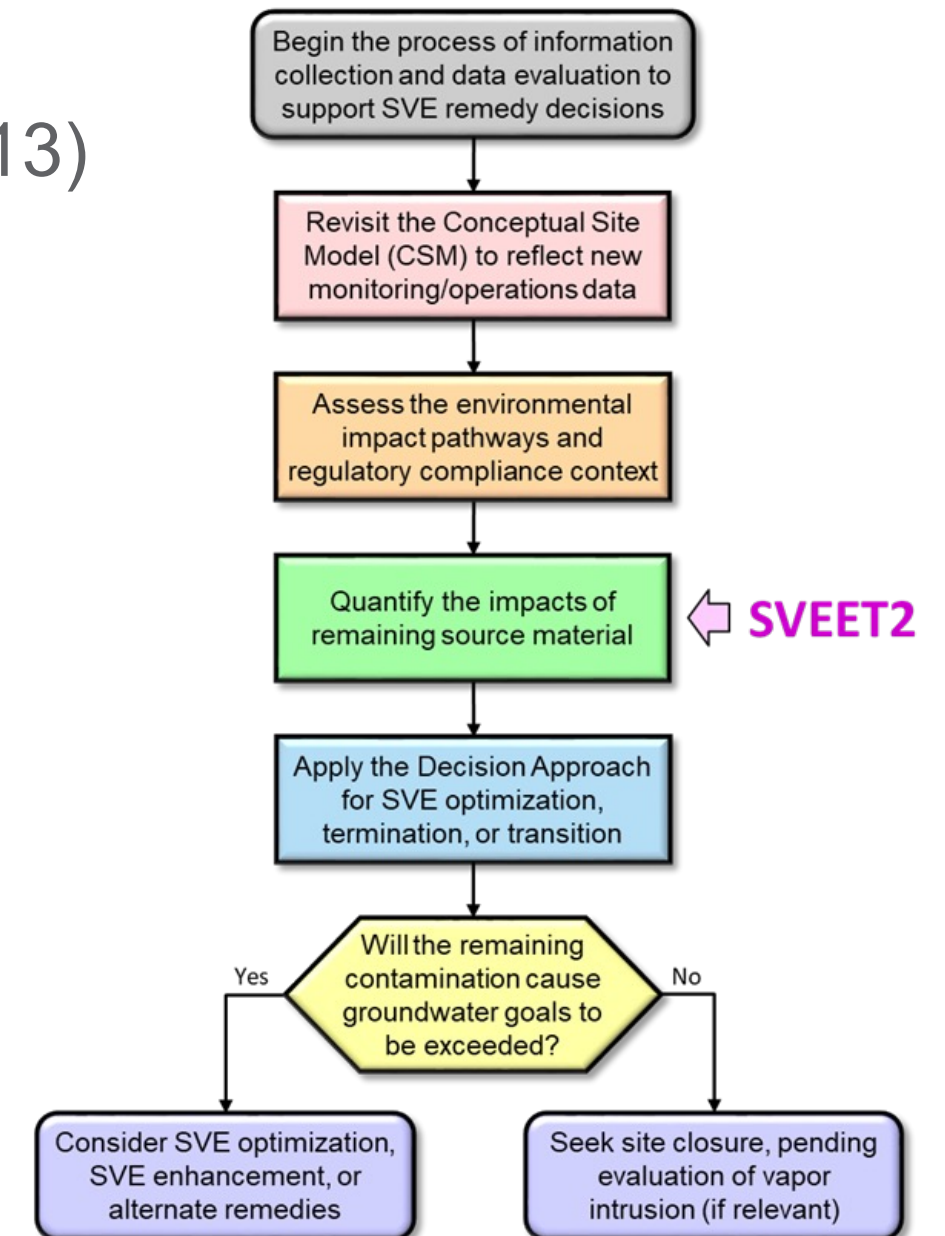 13)
Begin the process of information
collection and data evaluation to
support SVE remedy decisions
Revisit the Conceptual Site
Model (CSM) to reflect new
monitoring/operations data
Assess the environmental
impact pathways and
regulatory compliance context
Quantify the impacts of
remaining source material
SVEET2
Apply the Decision Approach
for SVE optimization,
termination, or transition
Will the remaining
contamination cause
groundwater goals to
be exceeded?
Yes
No
Consider SVE optimization,
SVE enhancement, or
alternate remedies
Seek site closure, pending
evaluation of vapor
intrusion (if relevant)